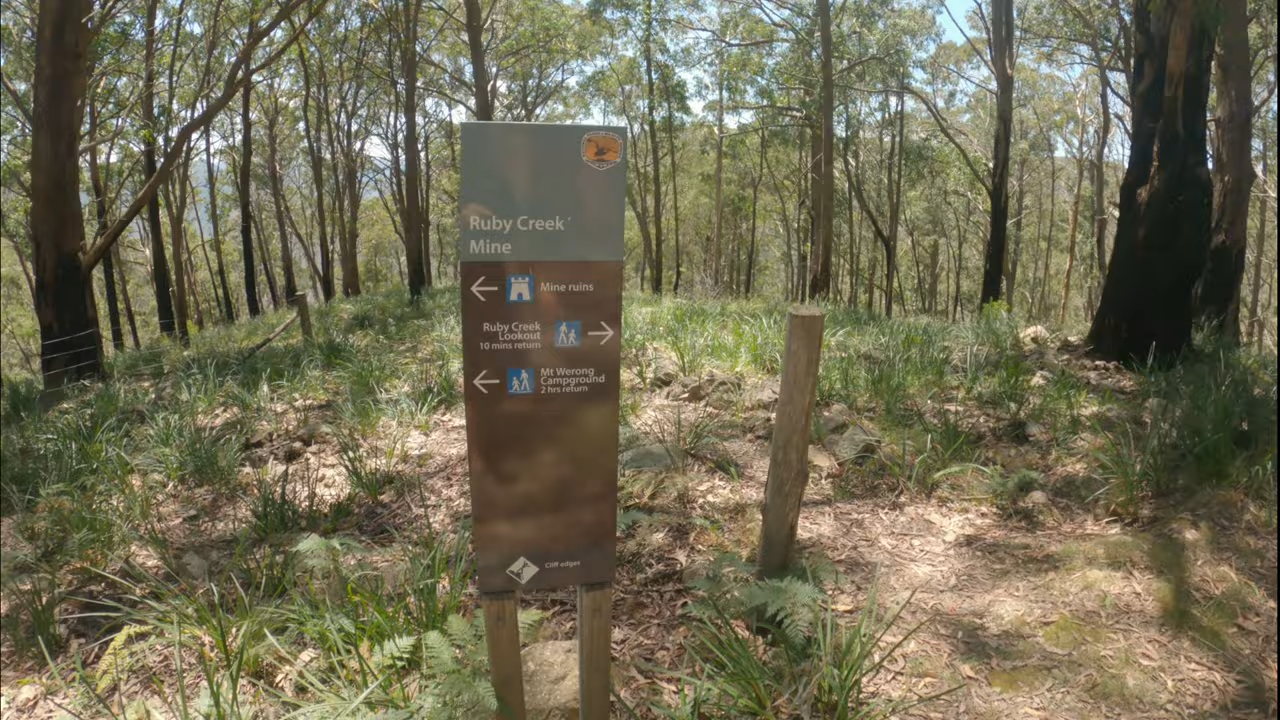 Ruby Creek
Mine
Mine ruins
Ruby Creek
Lookout
10 mins return
Mt Werong
Campground
2 hrs return
Cliff edges